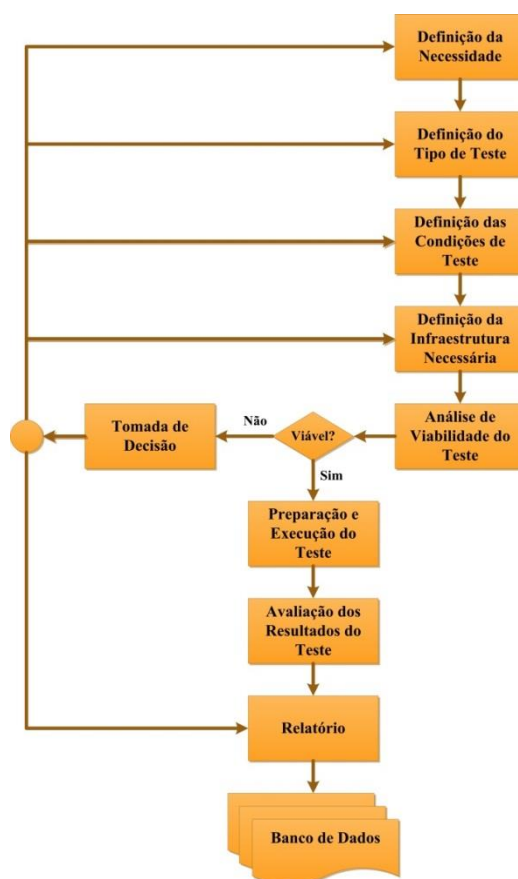 Definição da
Necessidade
Definição do
Tipo de Teste
Definição das
Condições de
Teste
Definição da
Infraestrutura
Necessária
Análise de
Viabilidade do
Teste
Viável?
Não
Tomada de
Decisão
Sim
Preparação e
Execução do
Teste
Avaliação dos
Resultados do
Teste
Relatório
Banco de Dados